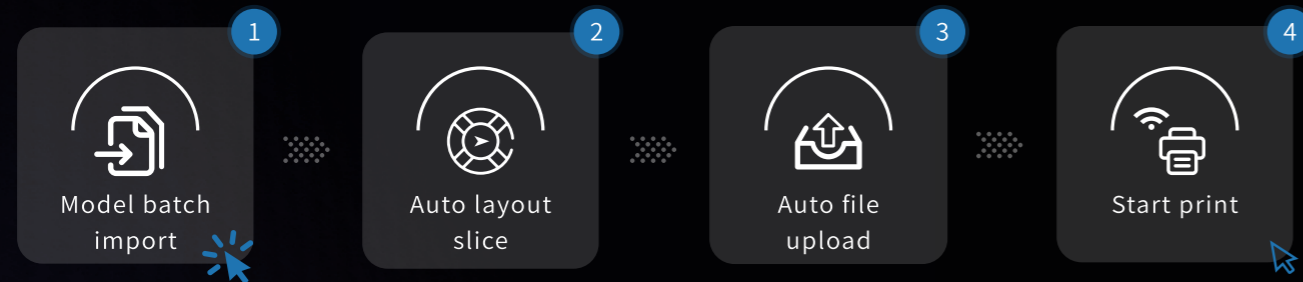 1
Model batch
import
2
Auto layout
slice
3
Auto file
upload
4
Start print